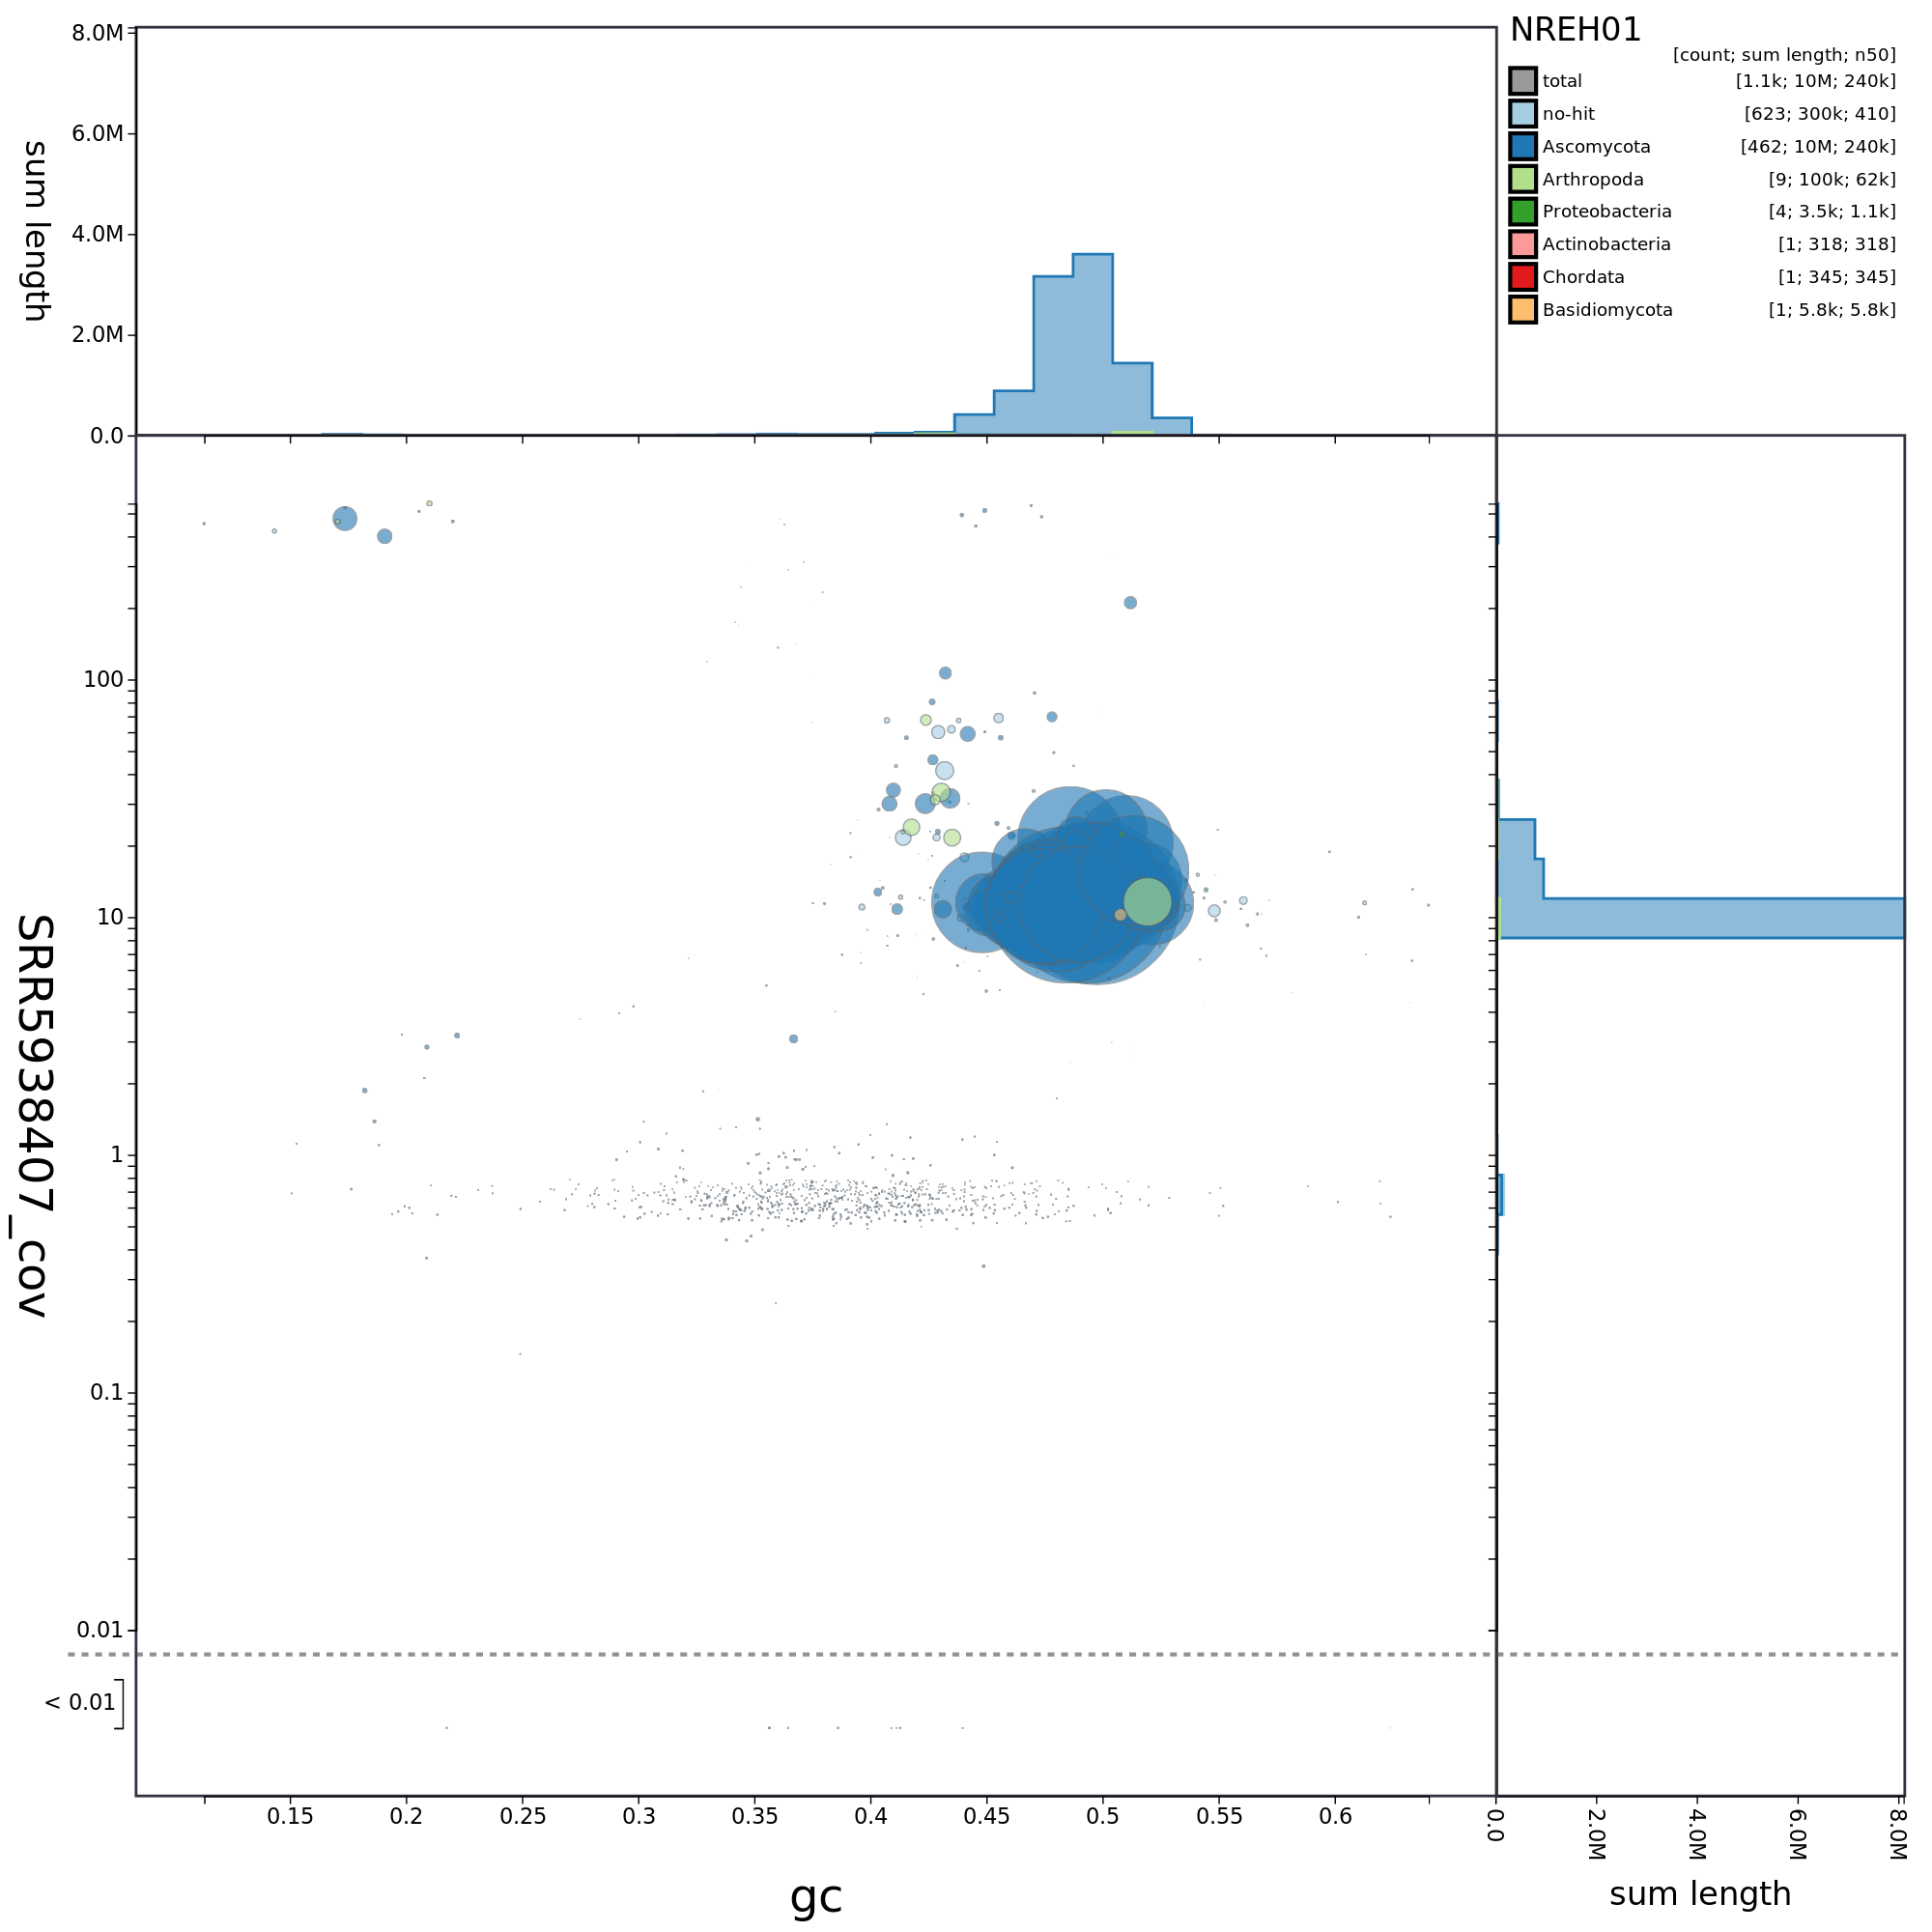 NREH01
[count; sum length; n50]
total [1.1k; 10M; 240k]
no-hit [623; 300k; 410]
Ascomycota [462; 10M; 240k]
Arthropoda [9; 100k; 62k]
Proteobacteria [4; 3.5k; 1.1k]
Actinobacteria [1; 318; 318]
Chordata [1; 345; 345]
Basidiomycota [1; 5.8k; 5.8k]
sum length
8.0M
6.0M
4.0M
2.0M
0.0
SRR5938407_cov
100
10
1
0.1
0.01
< 0.01
0.15 0.2 0.25 0.3 0.35 0.4 0.45 0.5 0.55 0.6
gc
0.0 2.0M 4.0M 6.0M 8.0M
sum length